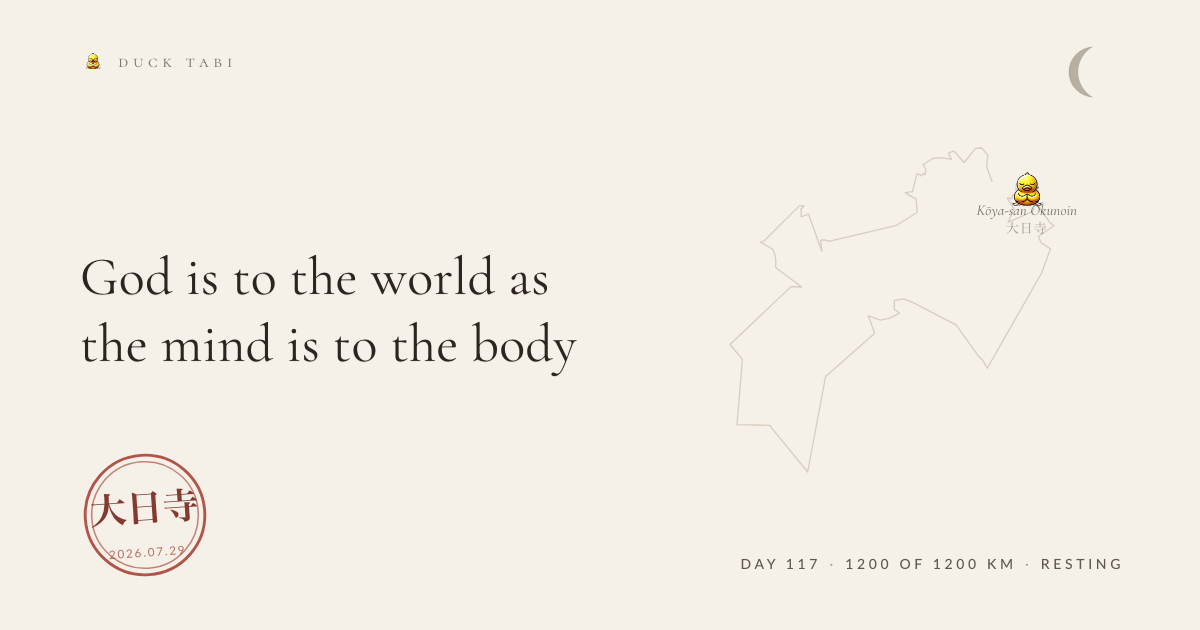 DUCK TABI
Kōya-san Okunoin
大日寺
God is to the world as
the mind is to the body
大日寺
2026.07.29
DAY 117 · 1200 OF 1200 KM · RESTING